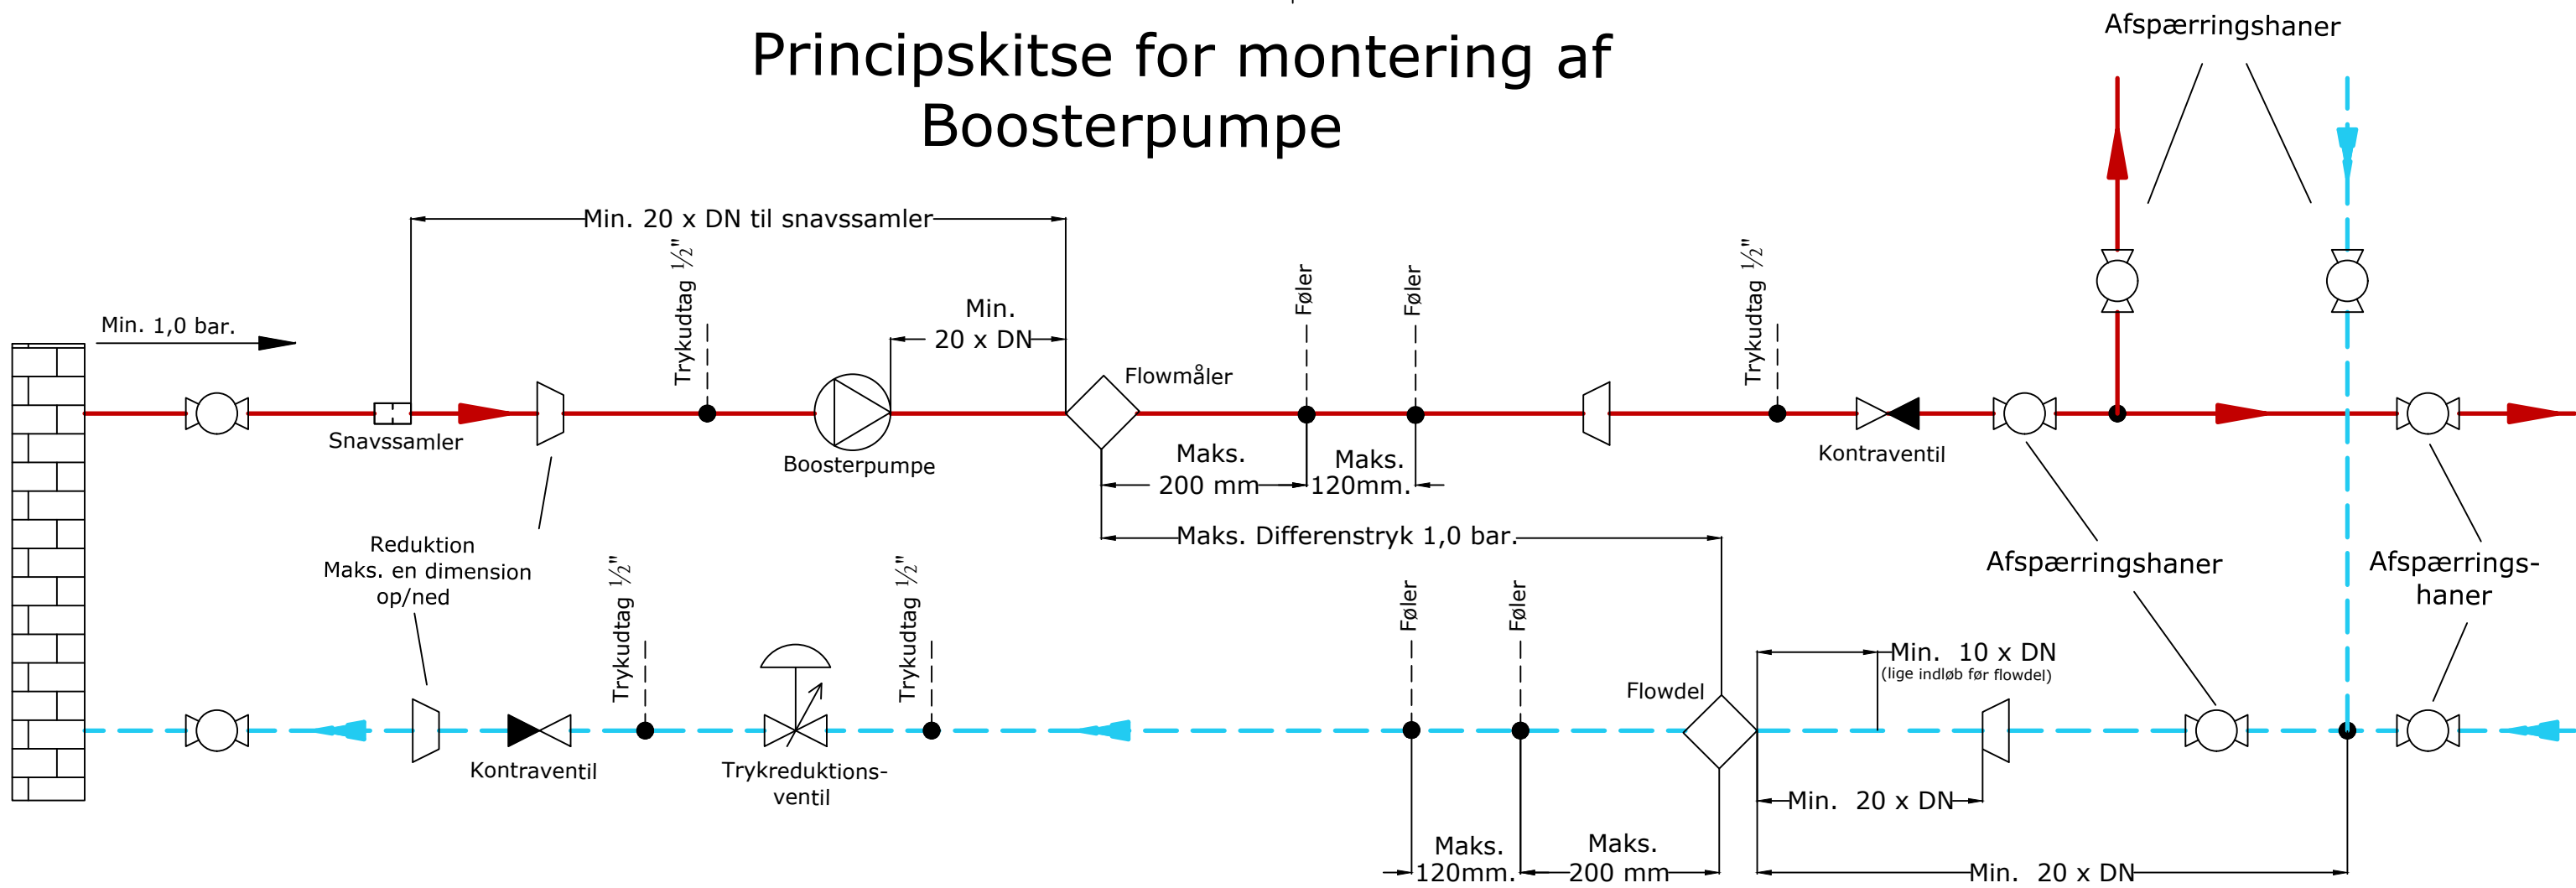 Principskitse for montering af
Boosterpumpe
Afspærringshaner
Min. 20 x DN til snavssamler
Trykudtag ½"
Min.
20 x DN
Føler
Føler
Trykudtag ½"
Min. 1,0 bar.
Flowmåler
Snavssamler
Boosterpumpe
Maks.
200 mm
Maks.
120mm.
Kontraventil
Maks. Differenstryk 1,0 bar.
Reduktion
Maks. en dimension
op/ned
Trykudtag ½"
Trykudtag ½"
Føler
Føler
Afspærringshaner
Afspærrings-
haner
Min. 10 x DN
(lige indløb før flowdel)
Flowdel
Kontraventil
Trykreduktions-
ventil
Min. 20 x DN
Maks.
120mm.
Maks.
200 mm
Min. 20 x DN